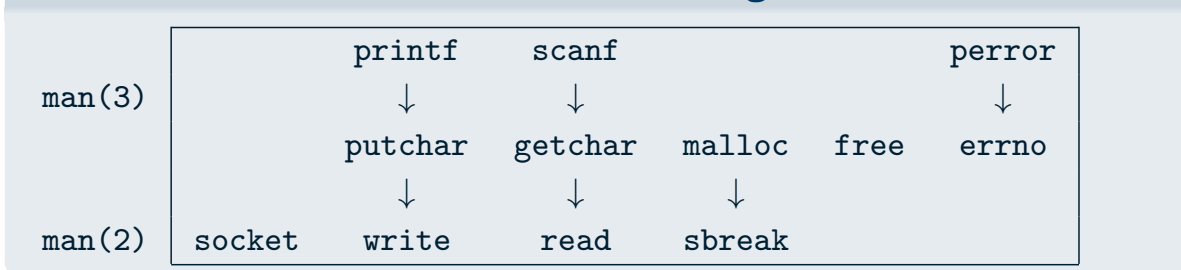 printf scanf perror
man(3) ↓ ↓ ↓
putchar getchar malloc free errno
↓ ↓ ↓
man(2) socket write read sbreak